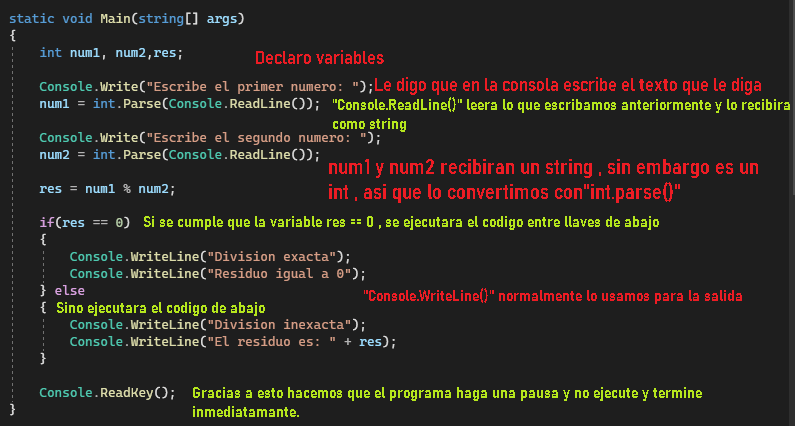 static void Main(string[] args)
{
int num1, num2,res;
Declaro variables
Console.Write("Escribe el primer numero: ");Le digo que en la consola escribe el texto que le diga
num1 = int.Parse(Console.ReadLine()); "Console.ReadLine()" leera lo que escribamos anteriormente y lo recibira
como string
Console.Write("Escribe el segundo numero: ");
num2 = int.Parse(Console.ReadLine());
num1 y num2 recibiran un string , sin embargo es un
int , asi que lo convertimos con"int.parse()"
res = num1 % num2;
if(res == 0) Si se cumple que la variable res == 0 , se ejecutara el codigo entre llaves de abajo
{
Console.WriteLine("Division exacta");
Console.WriteLine("Residuo igual a 0");
} else
"Console.WriteLine()" normalmente lo usamos para la salida
{ Sino ejecutara el codigo de abajo
Console.WriteLine("Division inexacta");
Console.WriteLine("El residuo es: " + res);
}
Console.ReadKey(); Gracias a esto hacemos que el programa haga una pausa y no ejecute y termine
inmediatamante.
}